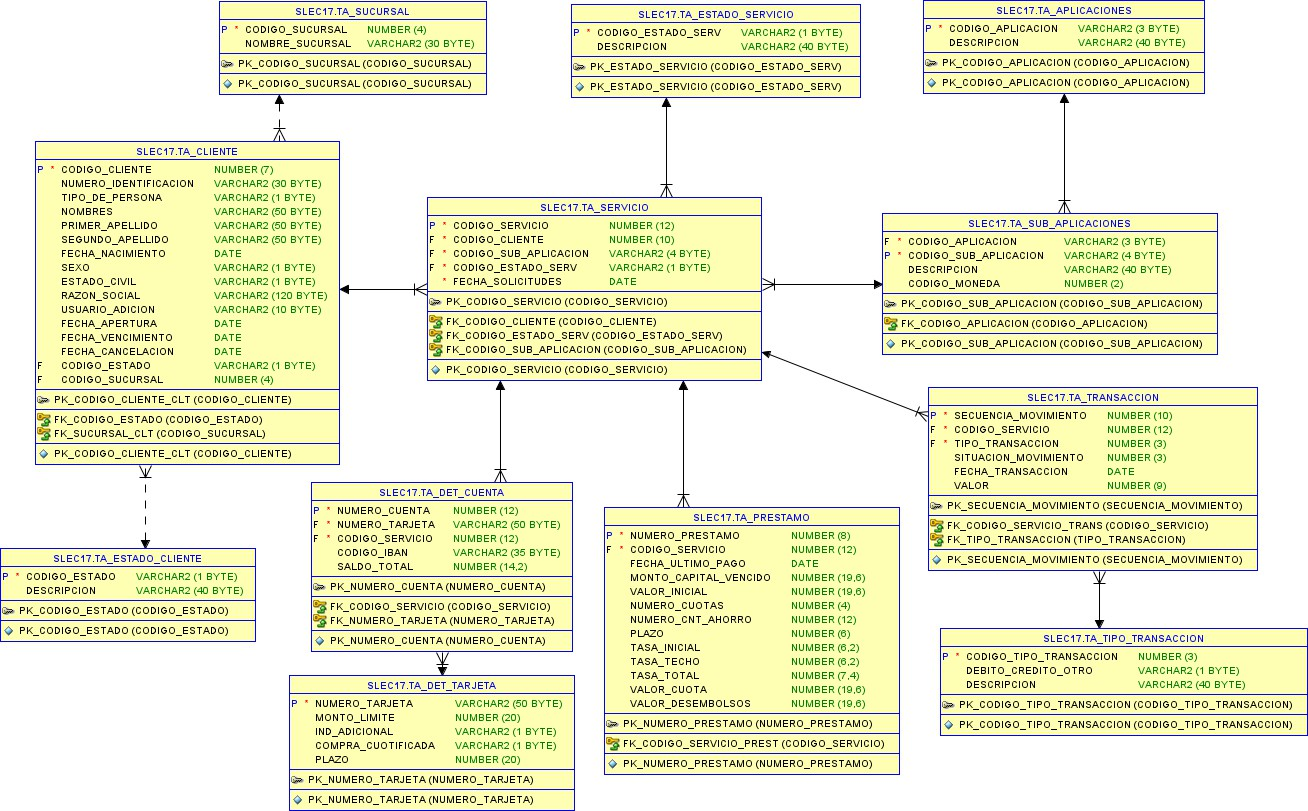 SLEC17.TA_SUCURSAL
P * CODIGO_SUCURSAL NUMBER (4)
NOMBRE_SUCURSAL VARCHAR2 (30 BYTE)
PK_CODIGO_SUCURSAL (CODIGO_SUCURSAL)
PK_CODIGO_SUCURSAL (CODIGO_SUCURSAL)
SLEC17.TA_ESTADO_SERVICIO
P * CODIGO_ESTADO_SERV VARCHAR2 (1 BYTE)
DESCRIPCION VARCHAR2 (40 BYTE)
PK_ESTADO_SERVICIO (CODIGO_ESTADO_SERV)
PK_ESTADO_SERVICIO (CODIGO_ESTADO_SERV)
SLEC17.TA_APLICACIONES
P * CODIGO_APLICACION VARCHAR2 (3 BYTE)
DESCRIPCION VARCHAR2 (40 BYTE)
PK_CODIGO_APLICACION (CODIGO_APLICACION)
PK_CODIGO_APLICACION (CODIGO_APLICACION)
SLEC17.TA_CLIENTE
P * CODIGO_CLIENTE NUMBER (7)
NUMERO_IDENTIFICACION VARCHAR2 (30 BYTE)
TIPO_DE_PERSONA VARCHAR2 (1 BYTE)
NOMBRES VARCHAR2 (50 BYTE)
PRIMER_APELLIDO VARCHAR2 (50 BYTE)
SEGUNDO_APELLIDO VARCHAR2 (50 BYTE)
FECHA_NACIMIENTO DATE
SEXO VARCHAR2 (1 BYTE)
ESTADO_CIVIL VARCHAR2 (1 BYTE)
RAZON_SOCIAL VARCHAR2 (120 BYTE)
USUARIO_ADICION VARCHAR2 (10 BYTE)
FECHA_APERTURA DATE
FECHA_VENCIMIENTO DATE
FECHA_CANCELACION DATE
F CODIGO_ESTADO VARCHAR2 (1 BYTE)
F CODIGO_SUCURSAL NUMBER (4)
PK_CODIGO_CLIENTE_CLT (CODIGO_CLIENTE)
FK_CODIGO_ESTADO (CODIGO_ESTADO)
FK_SUCURSAL_CLT (CODIGO_SUCURSAL)
PK_CODIGO_CLIENTE_CLT (CODIGO_CLIENTE)
SLEC17.TA_SERVICIO
P * CODIGO_SERVICIO NUMBER (12)
F * CODIGO_CLIENTE NUMBER (10)
F * CODIGO_SUB_APLICACION VARCHAR2 (4 BYTE)
F * CODIGO_ESTADO_SERV VARCHAR2 (1 BYTE)
* FECHA_SOLICITUDES DATE
PK_CODIGO_SERVICIO (CODIGO_SERVICIO)
FK_CODIGO_CLIENTE (CODIGO_CLIENTE)
FK_CODIGO_ESTADO_SERV (CODIGO_ESTADO_SERV)
FK_CODIGO_SUB_APLICACION (CODIGO_SUB_APLICACION)
PK_CODIGO_SERVICIO (CODIGO_SERVICIO)
SLEC17.TA_SUB_APLICACIONES
F * CODIGO_APLICACION VARCHAR2 (3 BYTE)
P * CODIGO_SUB_APLICACION VARCHAR2 (4 BYTE)
DESCRIPCION VARCHAR2 (40 BYTE)
CODIGO_MONEDA NUMBER (2)
PK_CODIGO_SUB_APLICACION (CODIGO_SUB_APLICACION)
FK_CODIGO_APLICACION (CODIGO_APLICACION)
PK_CODIGO_SUB_APLICACION (CODIGO_SUB_APLICACION)
SLEC17.TA_TRANSACCION
P * SECUENCIA_MOVIMIENTO NUMBER (10)
F * CODIGO_SERVICIO NUMBER (12)
F * TIPO_TRANSACCION NUMBER (3)
SITUACION_MOVIMIENTO NUMBER (3)
FECHA_TRANSACCION DATE
VALOR NUMBER (9)
PK_SECUENCIA_MOVIMIENTO (SECUENCIA_MOVIMIENTO)
FK_CODIGO_SERVICIO_TRANS (CODIGO_SERVICIO)
FK_TIPO_TRANSACCION (TIPO_TRANSACCION)
PK_SECUENCIA_MOVIMIENTO (SECUENCIA_MOVIMIENTO)
SLEC17.TA_DET_CUENTA
P * NUMERO_CUENTA NUMBER (12)
F * NUMERO_TARJETA VARCHAR2 (50 BYTE)
F * CODIGO_SERVICIO NUMBER (12)
CODIGO_IBAN VARCHAR2 (35 BYTE)
SALDO_TOTAL NUMBER (14,2)
PK_NUMERO_CUENTA (NUMERO_CUENTA)
FK_CODIGO_SERVICIO (CODIGO_SERVICIO)
FK_NUMERO_TARJETA (NUMERO_TARJETA)
PK_NUMERO_CUENTA (NUMERO_CUENTA)
SLEC17.TA_PRESTAMO
P * NUMERO_PRESTAMO NUMBER (8)
F * CODIGO_SERVICIO NUMBER (12)
FECHA_ULTIMO_PAGO DATE
MONTO_CAPITAL_VENCIDO NUMBER (19,6)
VALOR_INICIAL NUMBER (19,6)
NUMERO_CUOTAS NUMBER (4)
NUMERO_CNT_AHORRO NUMBER (12)
PLAZO NUMBER (6)
TASA_INICIAL NUMBER (6,2)
TASA_TECHO NUMBER (6,2)
TASA_TOTAL NUMBER (7,4)
VALOR_CUOTA NUMBER (19,6)
VALOR_DESEMBOLSOS NUMBER (19,6)
PK_NUMERO_PRESTAMO (NUMERO_PRESTAMO)
FK_CODIGO_SERVICIO_PREST (CODIGO_SERVICIO)
PK_NUMERO_PRESTAMO (NUMERO_PRESTAMO)
SLEC17.TA_ESTADO_CLIENTE
P * CODIGO_ESTADO VARCHAR2 (1 BYTE)
DESCRIPCION VARCHAR2 (40 BYTE)
PK_CODIGO_ESTADO (CODIGO_ESTADO)
PK_CODIGO_ESTADO (CODIGO_ESTADO)
SLEC17.TA_TIPO_TRANSACCION
P * CODIGO_TIPO_TRANSACCION NUMBER (3)
DEBITO_CREDITO_OTRO VARCHAR2 (1 BYTE)
DESCRIPCION VARCHAR2 (40 BYTE)
PK_CODIGO_TIPO_TRANSACCION (CODIGO_TIPO_TRANSACCION)
PK_CODIGO_TIPO_TRANSACCION (CODIGO_TIPO_TRANSACCION)
SLEC17.TA_DET_TARJETA
P * NUMERO_TARJETA VARCHAR2 (50 BYTE)
MONTO_LIMITE NUMBER (20)
IND_ADICIONAL VARCHAR2 (1 BYTE)
COMPRA_CUOTIFICADA VARCHAR2 (1 BYTE)
PLAZO NUMBER (20)
PK_NUMERO_TARJETA (NUMERO_TARJETA)
PK_NUMERO_TARJETA (NUMERO_TARJETA)